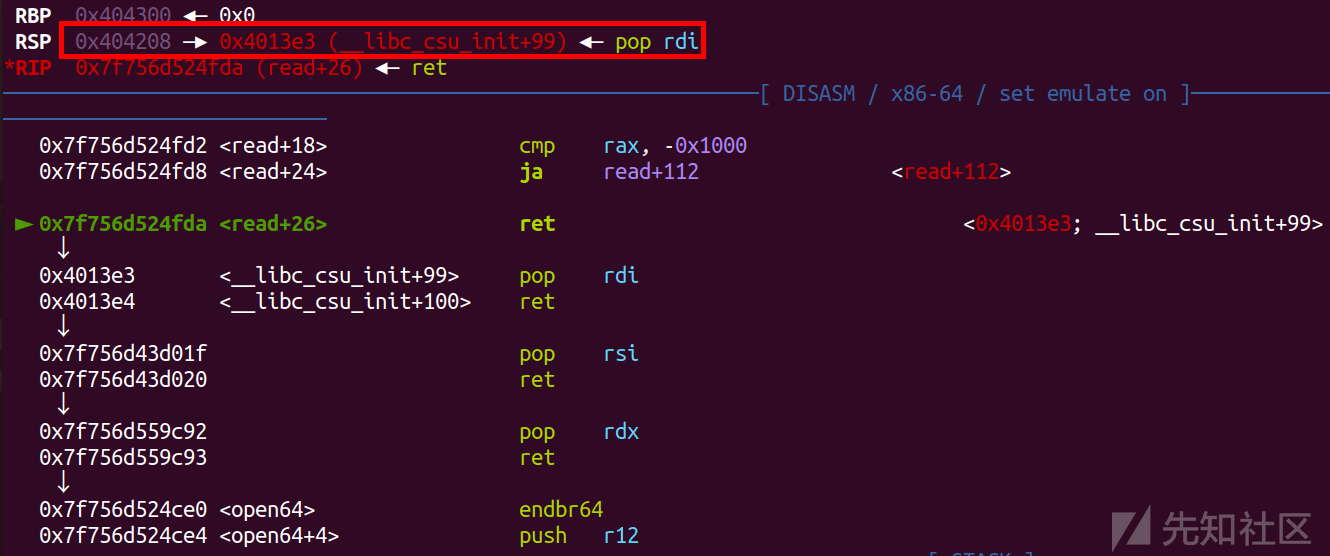 RBP 0x404300 ◂— 0x0
RSP 0x404208 —▸ 0x4013e3 (__libc_csu_init+99) ◂— pop rdi
*RIP 0x7f756d524fda (read+26) ◂— ret
[ DISASM / x86-64 / set emulate on ]
0x7f756d524fd2 <read+18> cmp rax, -0x1000
0x7f756d524fd8 <read+24> ja read+112 <read+112>
► 0x7f756d524fda <read+26> ret <0x4013e3; __libc_csu_init+99>
↓
0x4013e3 <__libc_csu_init+99> pop rdi
0x4013e4 <__libc_csu_init+100> ret
↓
0x7f756d43d01f pop rsi
0x7f756d43d020 ret
↓
0x7f756d559c92 pop rdx
0x7f756d559c93 ret
↓
0x7f756d524ce0 <open64> endbr64
0x7f756d524ce4 <open64+4> push r12
[ STACK ]
先知社区